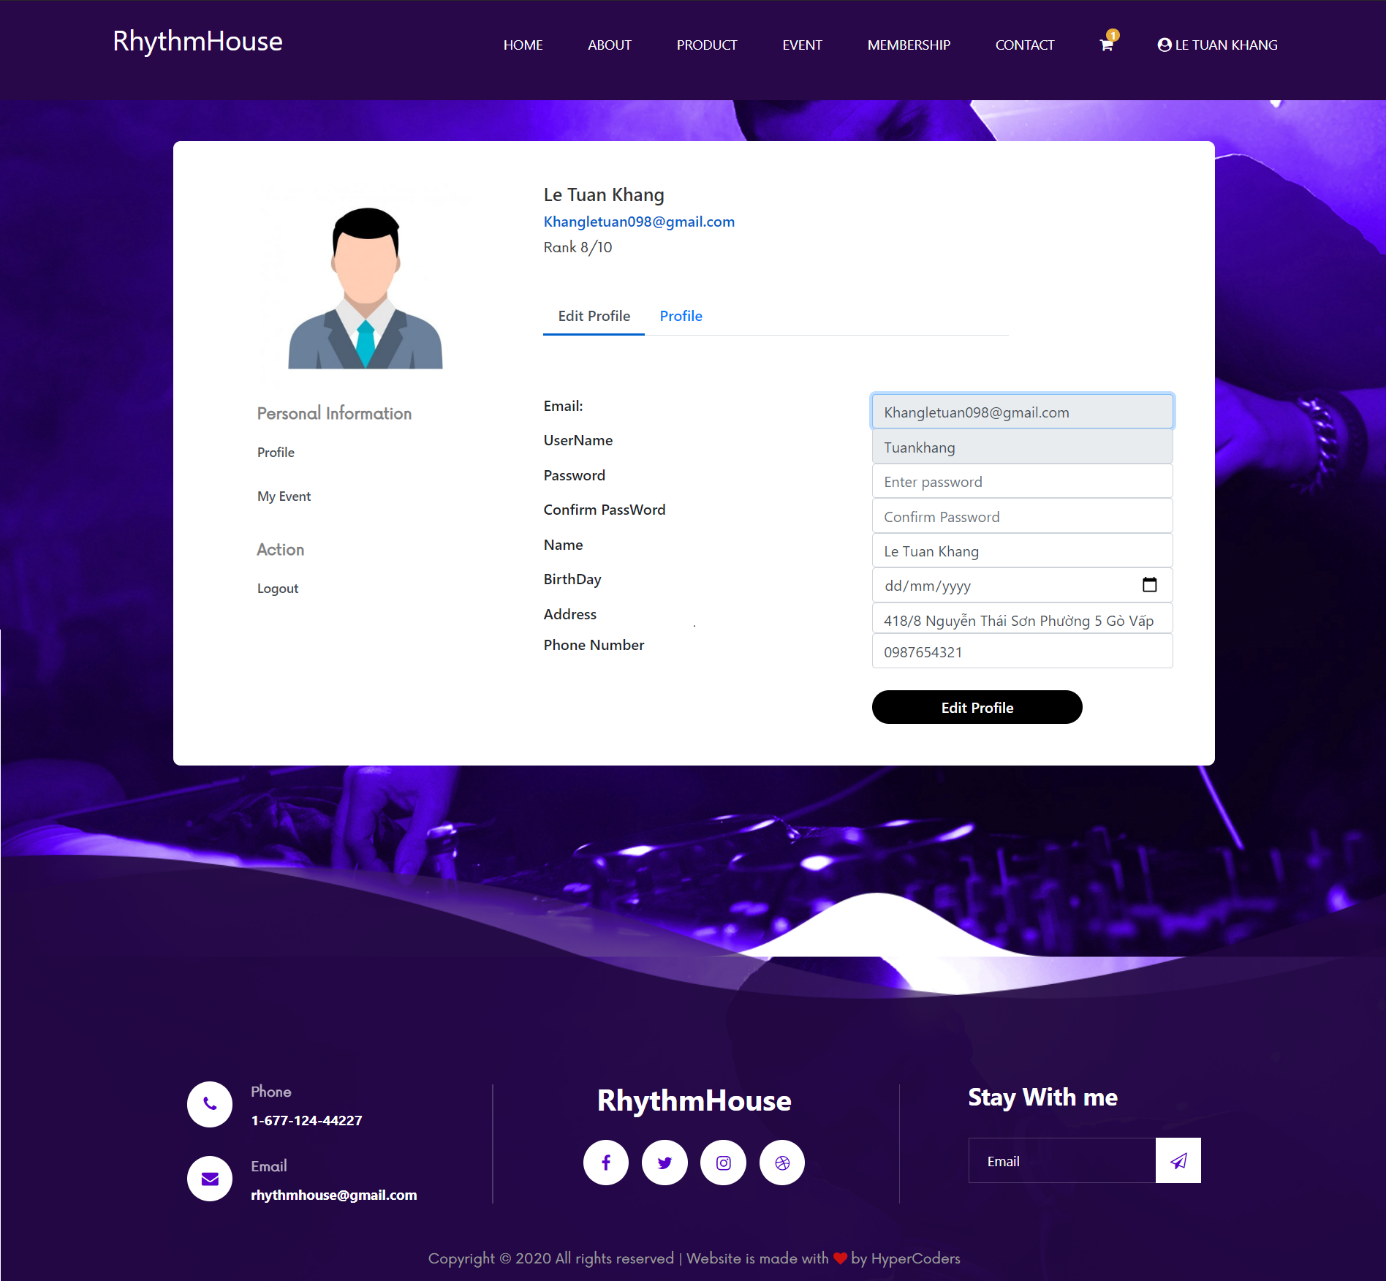 RhythmHouse
HOME ABOUT PRODUCT EVENT MEMBERSHIP CONTACT 1 LE TUAN KHANG
Le Tuan Khang
Khangletuan098@gmail.com
Rank 8/10
Edit Profile Profile
Personal Information
Profile
My Event
Action
Logout
Email: Khangletuan098@gmail.com
UserName Tuankhang
Password Enter password
Confirm PassWord Confirm Password
Name Le Tuan Khang
BirthDay dd/mm/yyyy
Address 418/8 Nguyễn Thái Sơn Phường 5 Gò Vấp
Phone Number 0987654321
Edit Profile
Phone
1-677-124-44227
Email
rhythmhouse@gmail.com
RhythmHouse
Stay With me
Email
Copyright © 2020 All rights reserved | Website is made with ❤ by HyperCoders